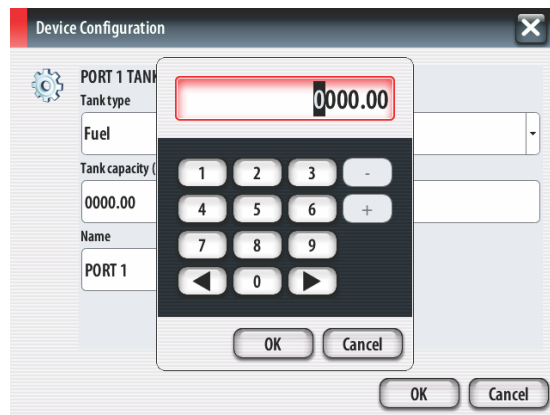 Device Configuration
PORT 1 TANK
Tank type
0000.00
Fuel
Tank capacity (
1 2 3 -
0000.00
4 5 6 +
Name
7 8 9
PORT 1
0
OK Cancel
OK Cancel